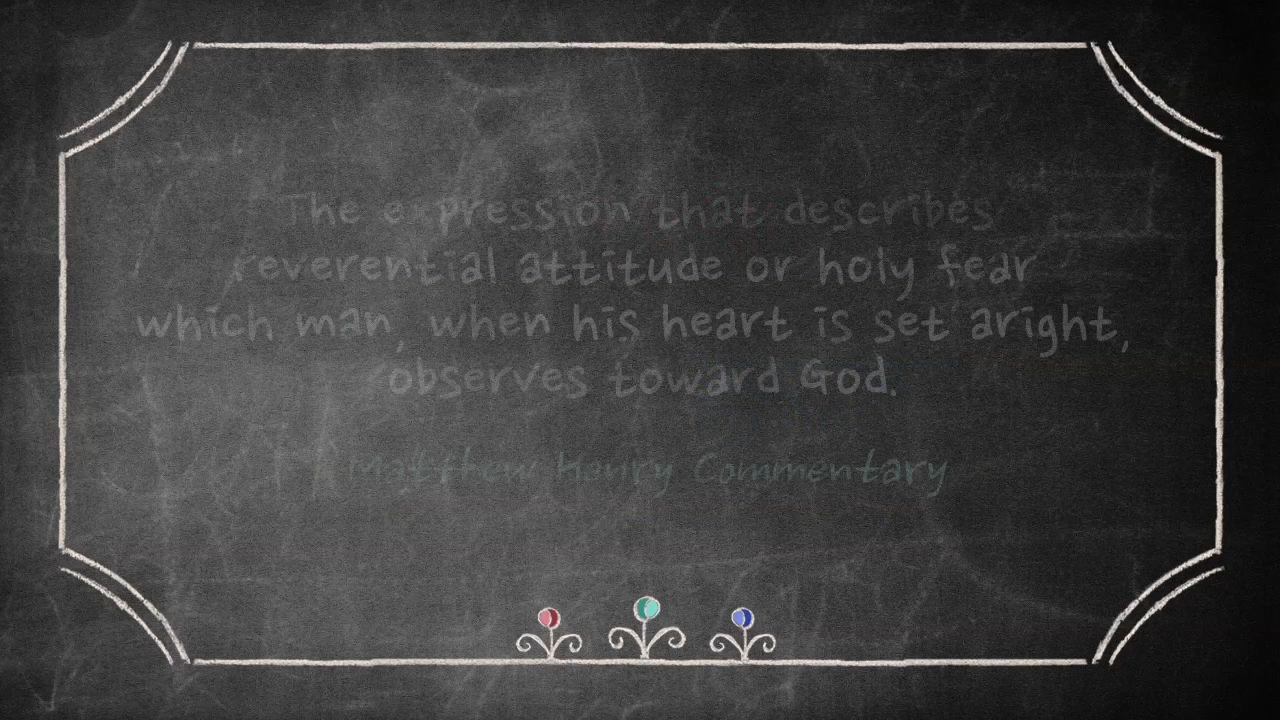 The expression that describes
reverential attitude or holy fear
which man, when his heart is set aright,
observes toward God.
Matthew Henry Commentary